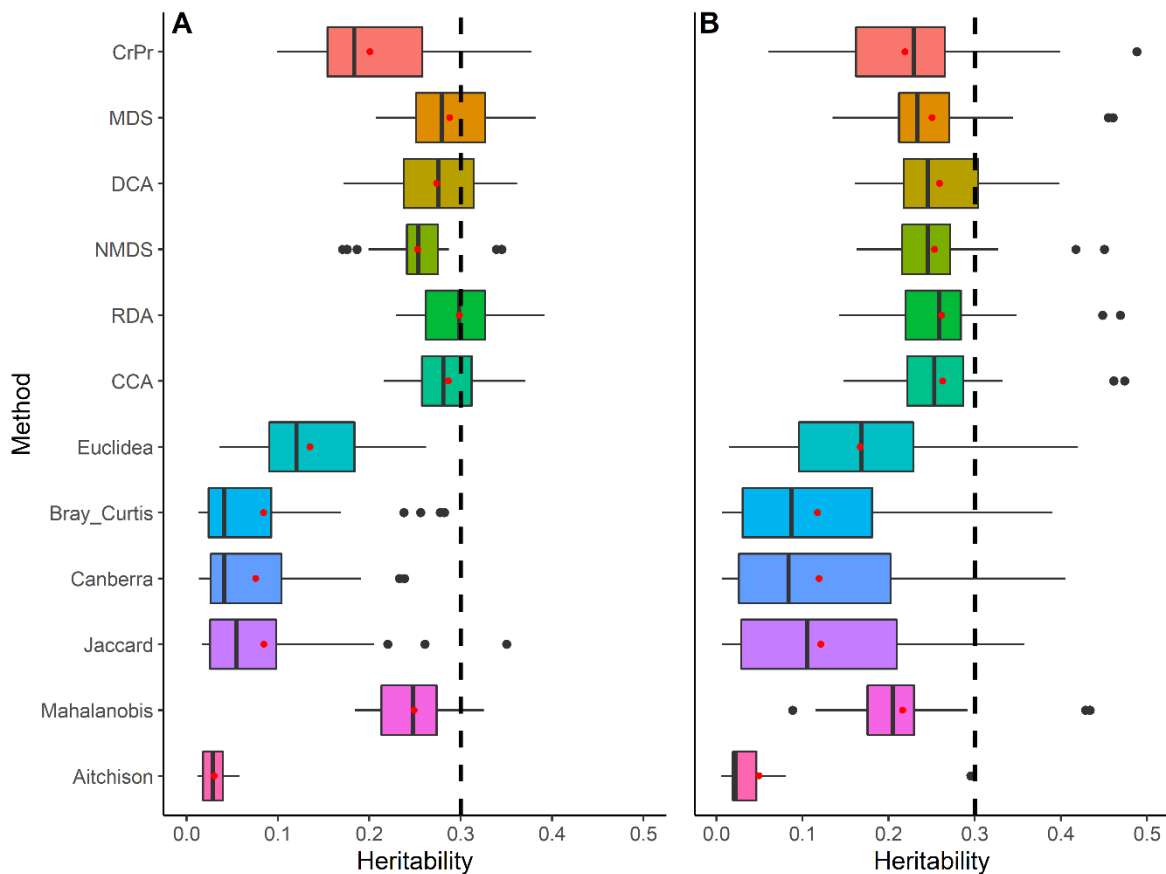 A
B
CrPr
MDS
DCA
NMDS
RDA
CCA
Euclidea
Bray_Curtis
Canberra
Jaccard
Mahalanobis
Aitchison
Method
0.0 0.1 0.2 0.3 0.4 0.5
0.0 0.1 0.2 0.3 0.4 0.5
Heritability
Heritability